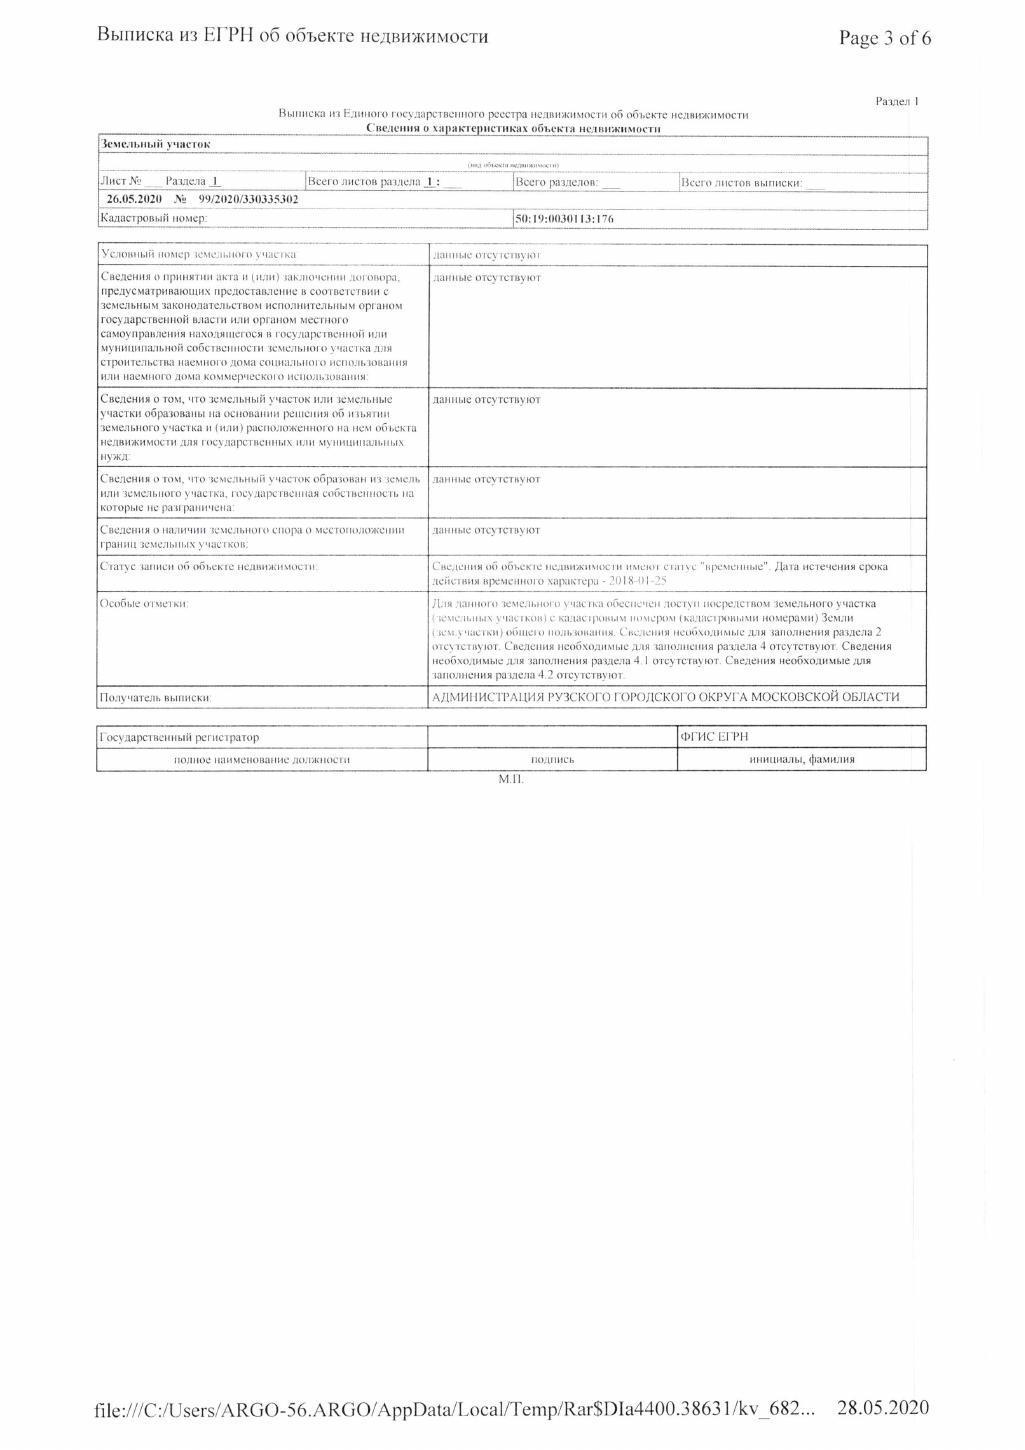 Выписка из ЕГРН об объекте недвижимости
Page 3 of 6
Раздел 1
Выписка из Единого государственного реестра недвижимости об объекте недвижимости
Сведения о характеристиках объекта недвижимости
Земельный участок
(вид объекта недвижимости)
Лист № ___ Раздела 1
Всего листов раздела 1 : ___
Всего разделов: ___
Всего листов выписки: ___
26.05.2020 № 99/2020/330335302
Кадастровый номер:
50:19:0030113:176
Условный номер земельного участка
данные отсутствуют
Сведения о принятии акта и (или) заключении договора,
предусматривающих предоставление в соответствии с
земельным законодательством исполнительным органом
государственной власти или органом местного
самоуправления находящегося в государственной или
муниципальной собственности земельного участка для
строительства наемного дома социального использования
или наемного дома коммерческого использования:
данные отсутствуют
Сведения о том, что земельный участок или земельные
участки образованы на основании решения об изъятии
земельного участка и (или) расположенного на нем объекта
недвижимости для государственных или муниципальных
нужд:
данные отсутствуют
Сведения о том, что земельный участок образован из земель
или земельного участка, государственная собственность на
которые не разграничена:
данные отсутствуют
Сведения о наличии земельного спора о местоположении
границ земельных участков:
данные отсутствуют
Статус записи об объекте недвижимости:
Сведения об объекте недвижимости имеют статус "временные". Дата истечения срока
действия временного характера - 2018-01-25
Особые отметки:
Для данного земельного участка обеспечен доступ посредством земельного участка
(земельных участков) с кадастровым номером (кадастровыми номерами) Земли
(зем.участки) общего пользования. Сведения необходимые для заполнения раздела 2
отсутствуют. Сведения необходимые для заполнения раздела 4 отсутствуют. Сведения
необходимые для заполнения раздела 4.1 отсутствуют. Сведения необходимые для
заполнения раздела 4.2 отсутствуют.
Получатель выписки:
АДМИНИСТРАЦИЯ РУЗСКОГО ГОРОДСКОГО ОКРУГА МОСКОВСКОЙ ОБЛАСТИ
Государственный регистратор
ФГИС ЕГРН
полное наименование должности
подпись
инициалы, фамилия
М.П.
file:///C:/Users/ARGO-56.ARGO/AppData/Local/Temp/Rar$DIa4400.38631/kv_682... 28.05.2020